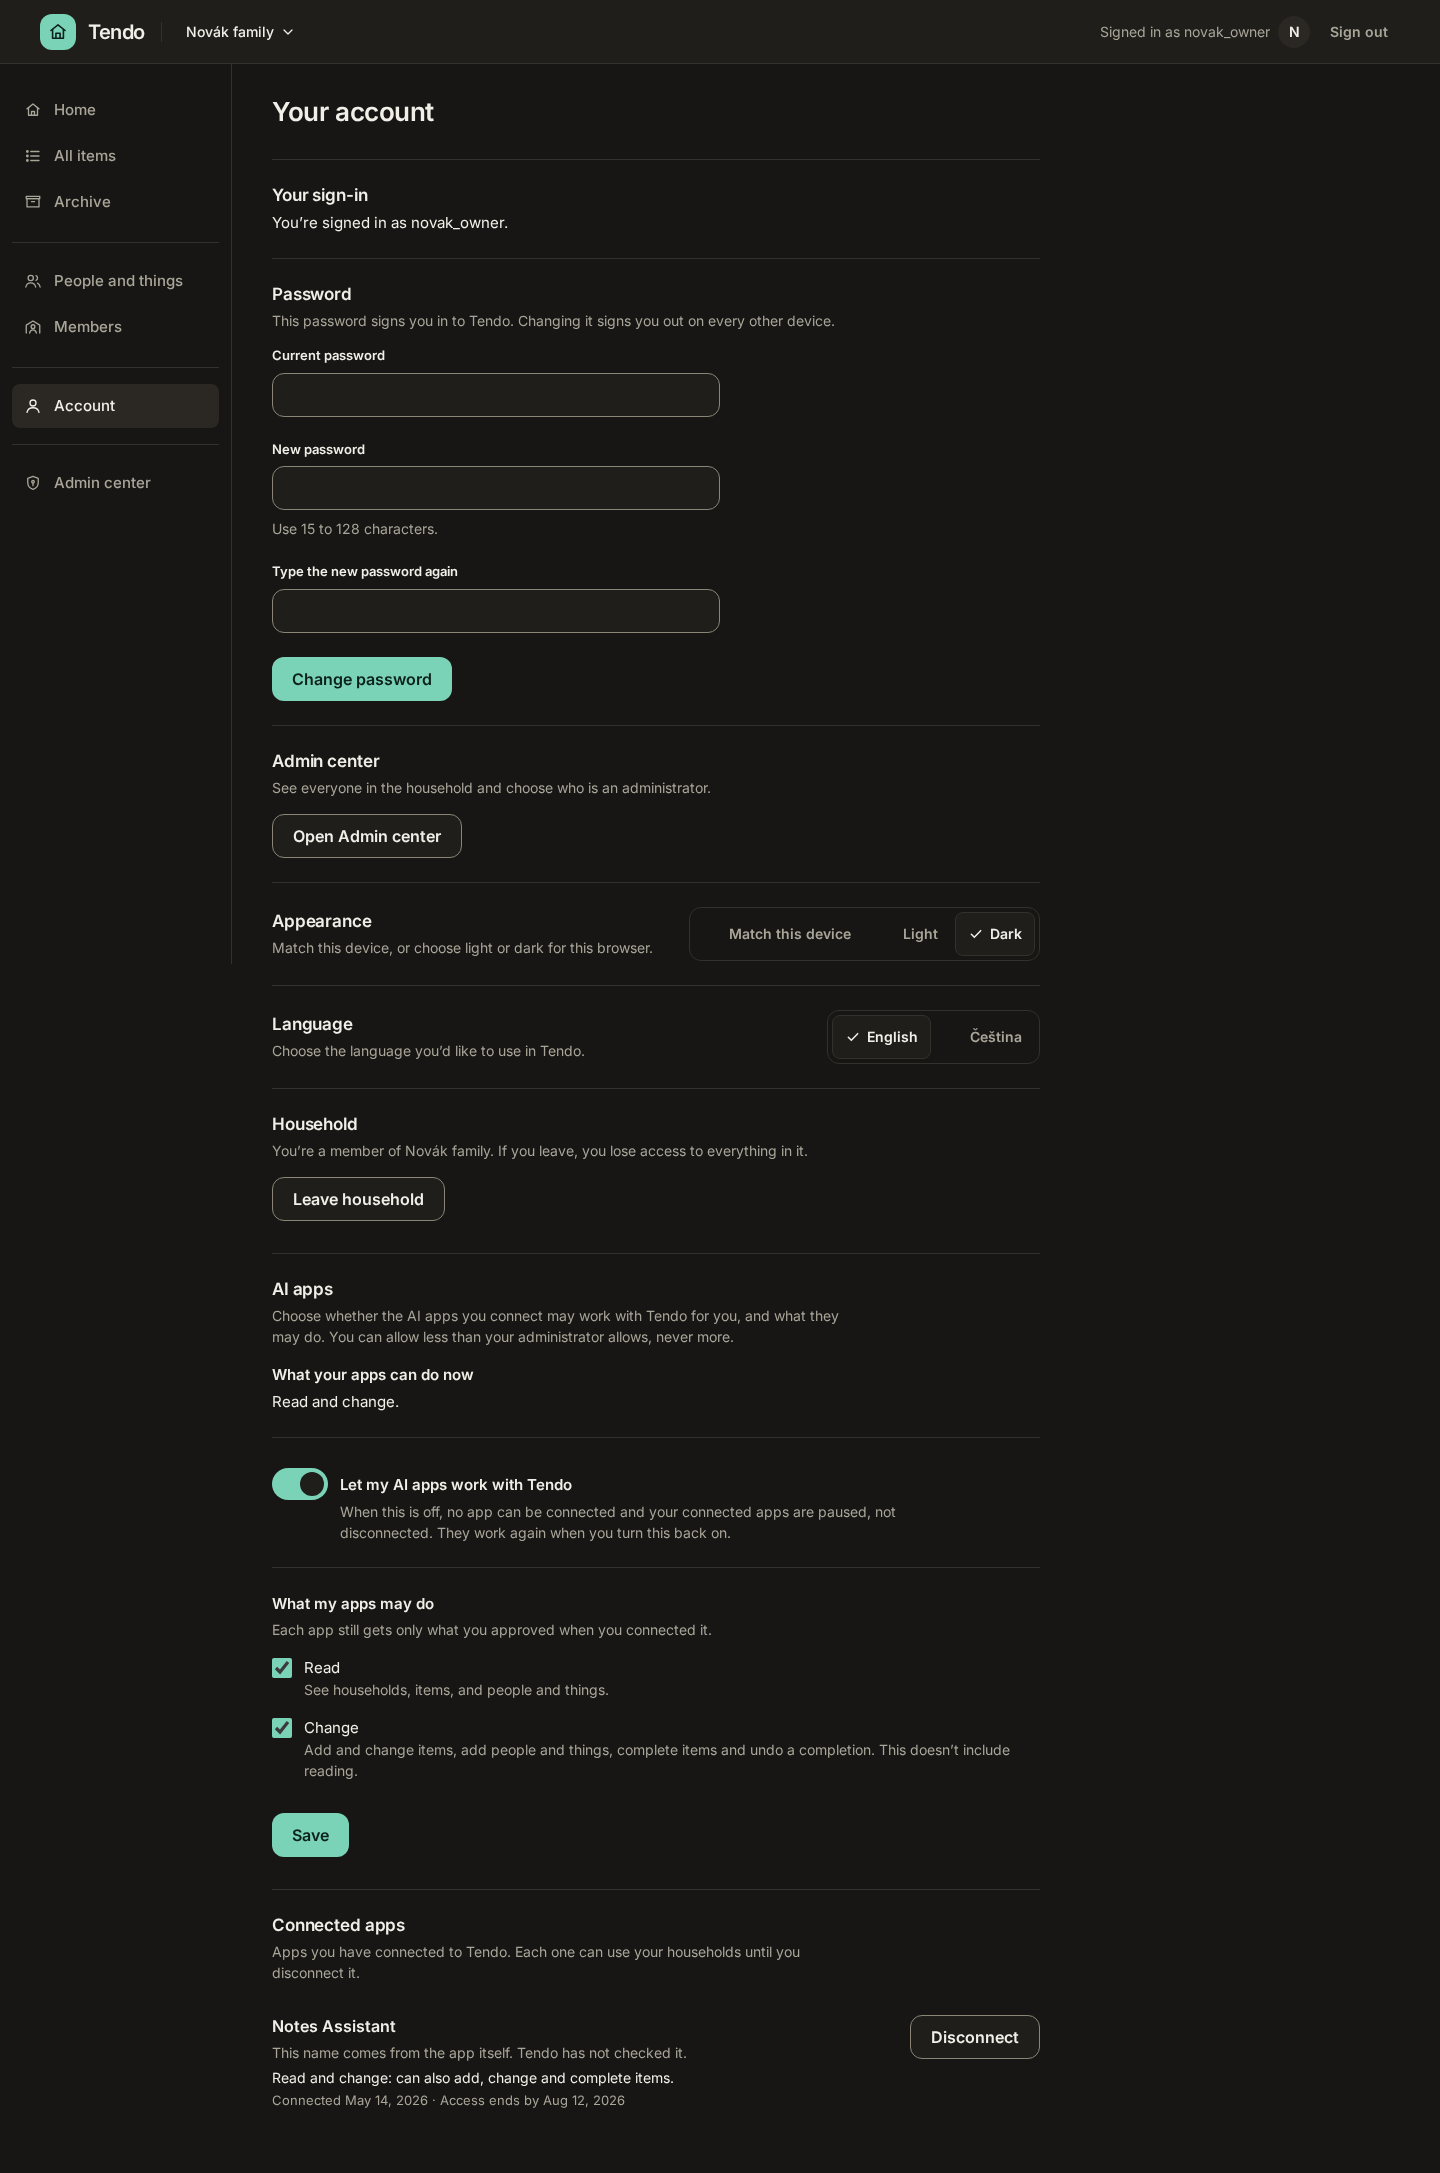 Tendo
Novák family
Signed in as novak_owner
N
Sign out
Home
All items
Archive
People and things
Members
Account
Admin center
Your account
Your sign-in
You’re signed in as novak_owner.
Password
This password signs you in to Tendo. Changing it signs you out on every other device.
Current password
New password
Use 15 to 128 characters.
Type the new password again
Change password
Admin center
See everyone in the household and choose who is an administrator.
Open Admin center
Appearance
Match this device, or choose light or dark for this browser.
Match this device
Light
Dark
Language
Choose the language you’d like to use in Tendo.
English
Čeština
Household
You’re a member of Novák family. If you leave, you lose access to everything in it.
Leave household
AI apps
Choose whether the AI apps you connect may work with Tendo for you, and what they
may do. You can allow less than your administrator allows, never more.
What your apps can do now
Read and change.
Let my AI apps work with Tendo
When this is off, no app can be connected and your connected apps are paused, not
disconnected. They work again when you turn this back on.
What my apps may do
Each app still gets only what you approved when you connected it.
Read
See households, items, and people and things.
Change
Add and change items, add people and things, complete items and undo a completion. This doesn’t include
reading.
Save
Connected apps
Apps you have connected to Tendo. Each one can use your households until you
disconnect it.
Notes Assistant
This name comes from the app itself. Tendo has not checked it.
Read and change: can also add, change and complete items.
Connected May 14, 2026 · Access ends by Aug 12, 2026
Disconnect